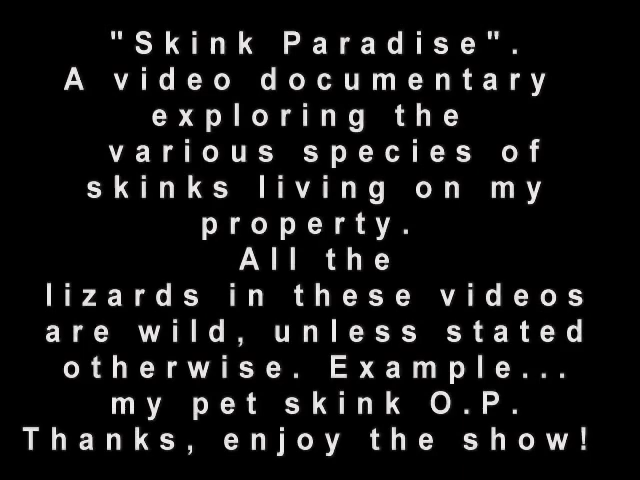 "Skink Paradise".
A video documentary
exploring the
various species of
skinks living on my
property.
All the
lizards in these videos
are wild, unless stated
otherwise. Example...
my pet skink O.P.
Thanks, enjoy the show!